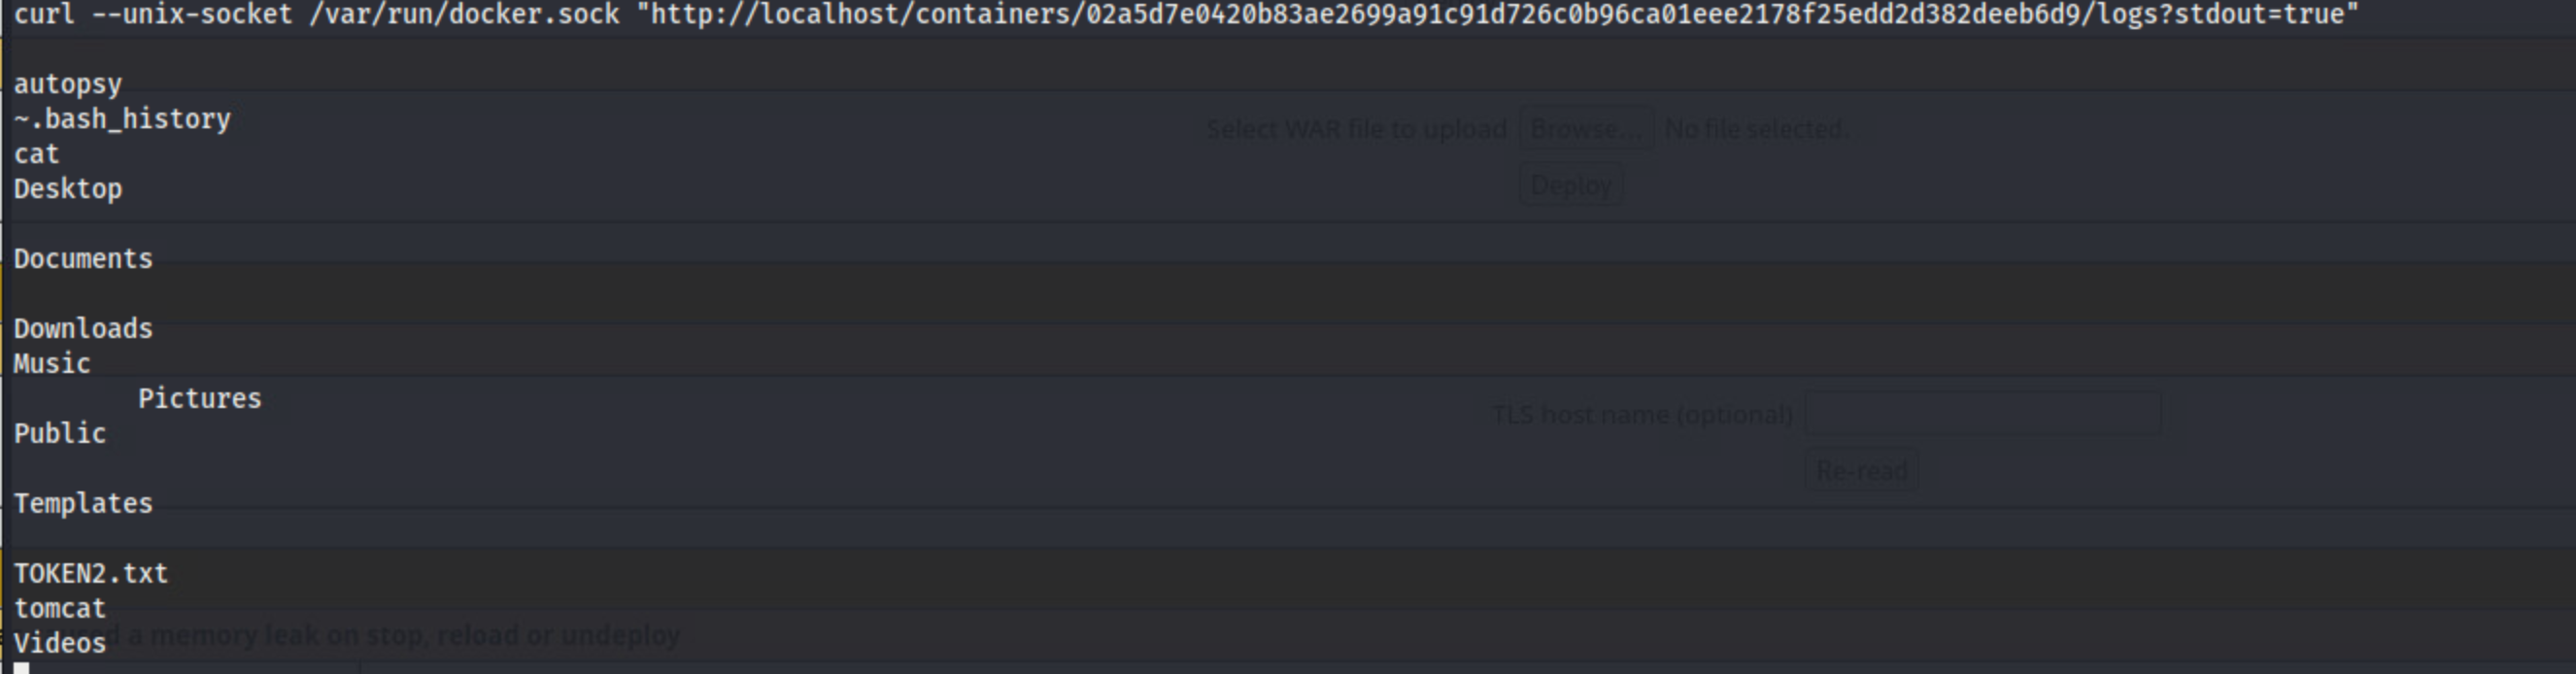 curl --unix-socket /var/run/docker.sock "http://localhost/containers/02a5d7e0420b83ae2699a91c91d726c0b96ca01eee2178f25edd2d382deeb6d9/logs?stdout=true"
autopsy
~.bash_history
Select WAR file to upload Browse... No file selected.
cat
Desktop
Deploy
Documents
Downloads
Music
Pictures
TLS host name (optional)
Public
Re-read
Templates
TOKEN2.txt
tomcat
a memory leak on stop, reload or undeploy
Videos